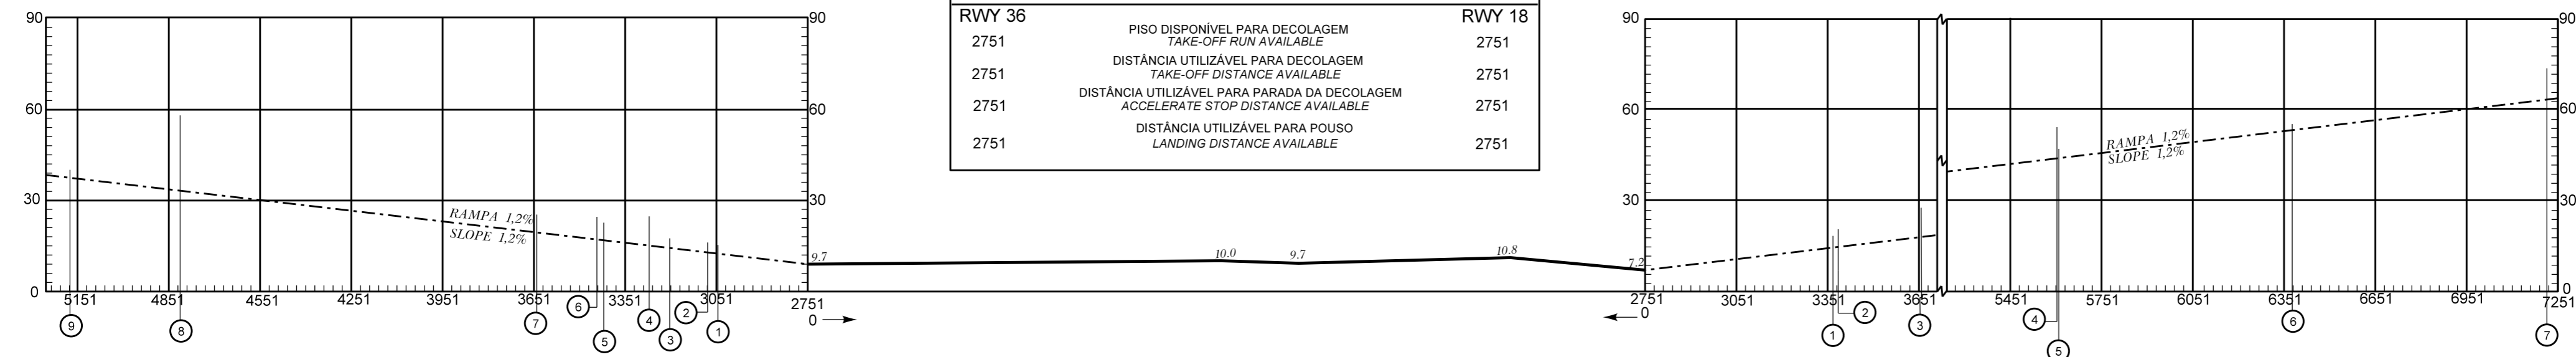 RWY 36 RWY 18
PISO DISPONÍVEL PARA DECOLAGEM
2751 TAKE-OFF RUN AVAILABLE 2751
DISTÂNCIA UTILIZÁVEL PARA DECOLAGEM
2751 TAKE-OFF DISTANCE AVAILABLE 2751
DISTÂNCIA UTILIZÁVEL PARA PARADA DA DECOLAGEM
2751 ACCELERATE STOP DISTANCE AVAILABLE 2751
DISTÂNCIA UTILIZÁVEL PARA POUSO
2751 LANDING DISTANCE AVAILABLE 2751
90 90
60 60
30 30
RAMPA 1,2%
SLOPE 1,2%
0
5151 4851 4551 4251 3951 3651 3351 3051 2751
0
9 8 7 6 5 4 3 2 1
9.7 10.0 9.7 10.8 7.2
90 90
60 60
30 30
RAMPA 1,2%
SLOPE 1,2%
0
2751 3051 3351 3651 5451 5751 6051 6351 6651 6951 7251
0
1 2 3 4 5 6 7